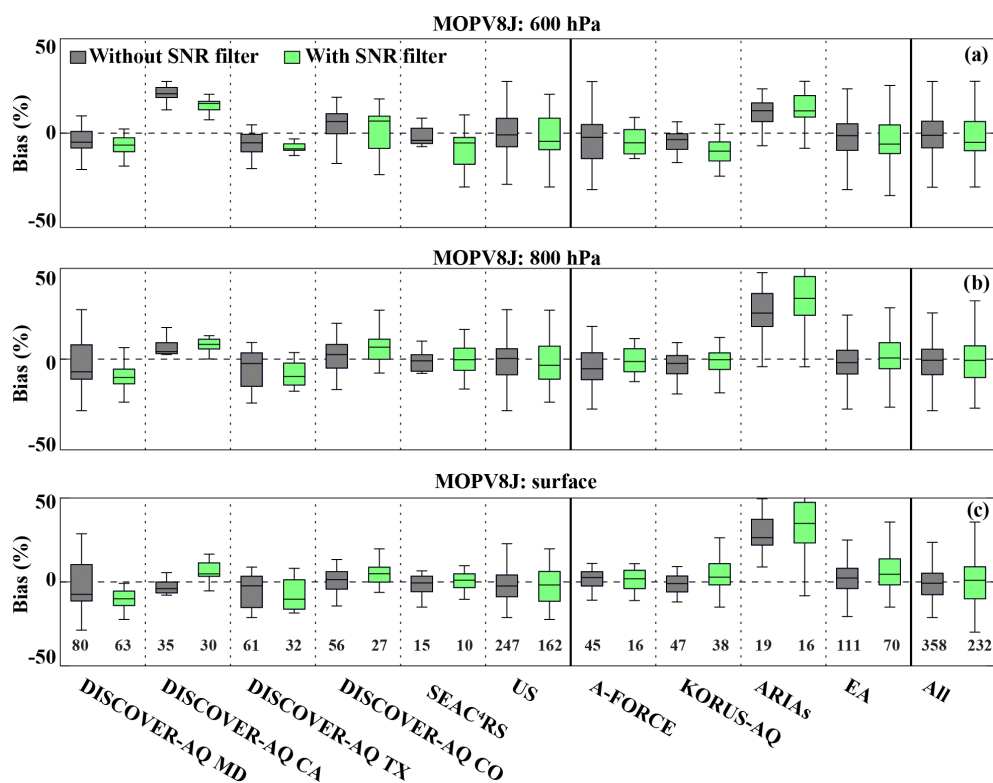 MOPV8J: 600 hPa
50
Without SNR filter
With SNR filter
(a)
Bias (%)
0
-50
MOPV8J: 800 hPa
50
(b)
Bias (%)
0
-50
MOPV8J: surface
50
(c)
Bias (%)
0
80 63 35 30 61 32 56 27 15 10 247 162 45 16 47 38 19 16 111 70 358 232
-50
DISCOVER-AQ MD
DISCOVER-AQ CA
DISCOVER-AQ TX
DISCOVER-AQ CO
SEAC⁴RS
US
A-FORCE
KORUS-AQ
ARIAs
EA
All